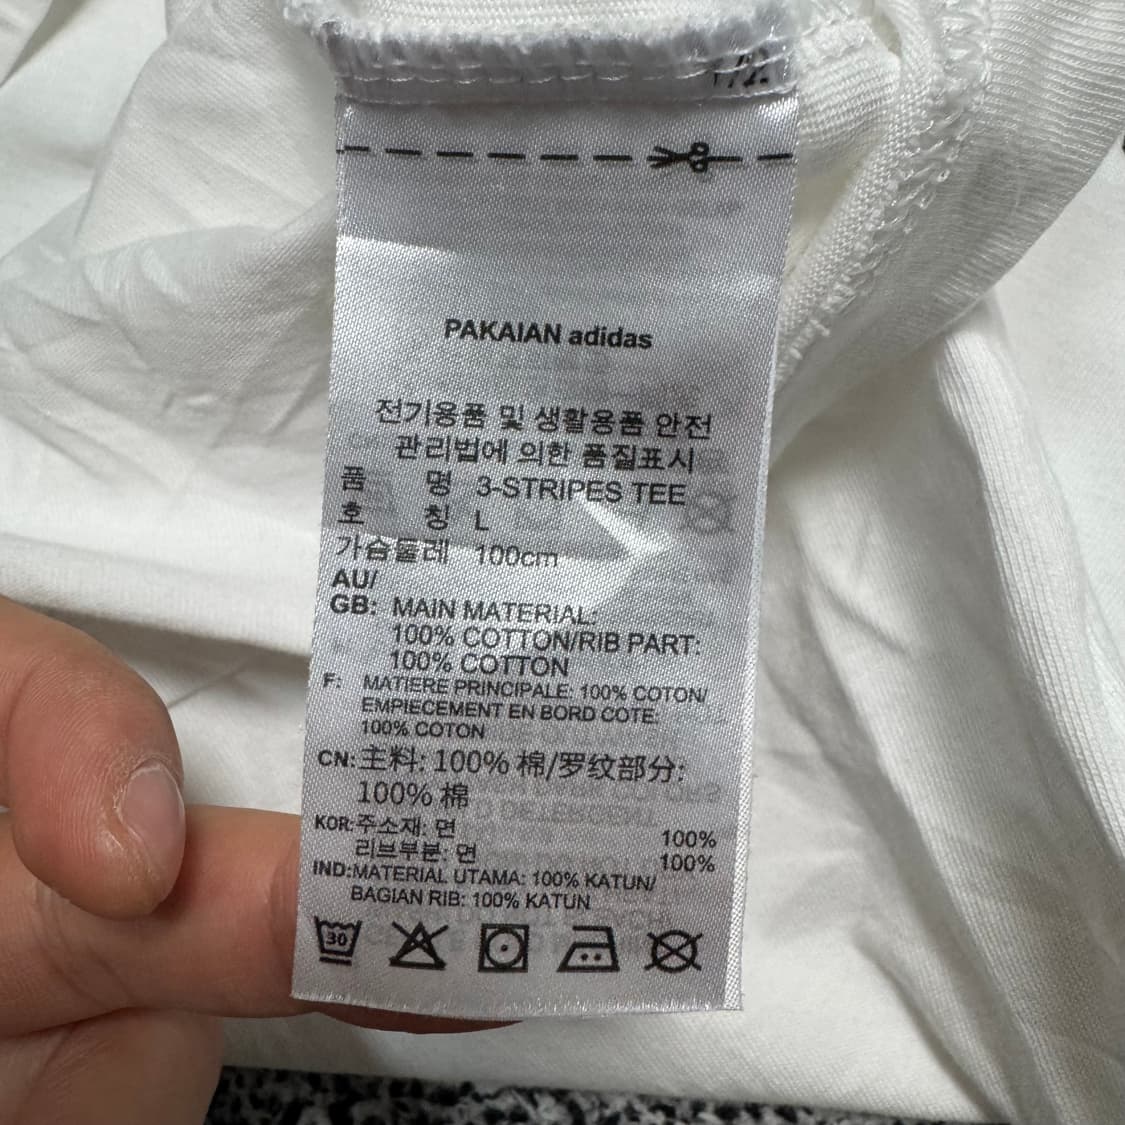 PAKAIAN adidas
전기용품 및 생활용품 안전
관리법에 의한 품질표시
품 명 3-STRIPES TEE
호 칭 L
가슴둘레 100cm
AU/
GB: MAIN MATERIAL:
100% COTTON/RIB PART:
100% COTTON
F: MATIERE PRINCIPALE: 100% COTON/
EMPIECEMENT EN BORD COTE:
100% COTON
CN: 主料: 100% 棉/罗纹部分:
100% 棉
KOR: 주소재: 면 100%
리브부분: 면 100%
IND: MATERIAL UTAMA: 100% KATUN/
BAGIAN RIB: 100% KATUN
30